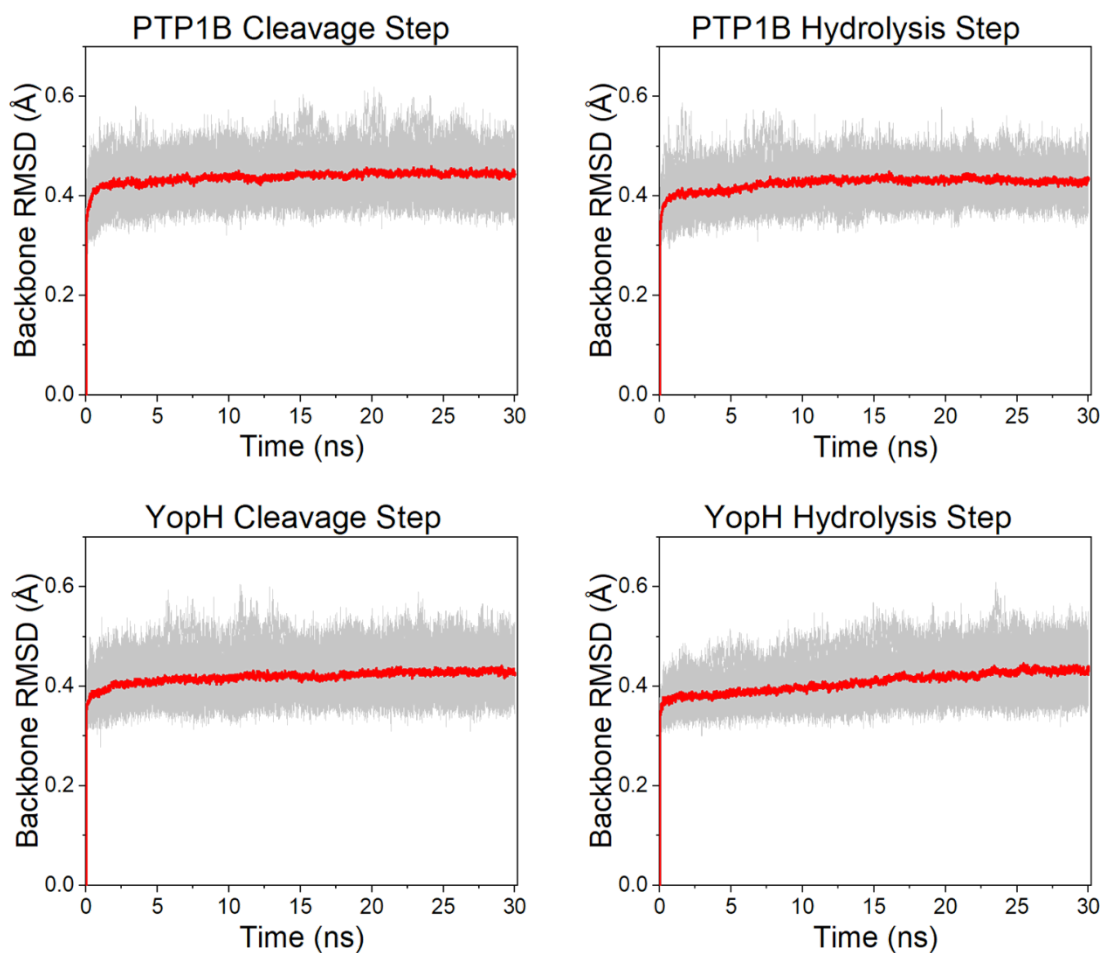 PTP1B Cleavage Step
Backbone RMSD (Å)
0.6
0.4
0.2
0.0
0 5 10 15 20 25 30
Time (ns)
PTP1B Hydrolysis Step
Backbone RMSD (Å)
0.6
0.4
0.2
0.0
0 5 10 15 20 25 30
Time (ns)
YopH Cleavage Step
Backbone RMSD (Å)
0.6
0.4
0.2
0.0
0 5 10 15 20 25 30
Time (ns)
YopH Hydrolysis Step
Backbone RMSD (Å)
0.6
0.4
0.2
0.0
0 5 10 15 20 25 30
Time (ns)